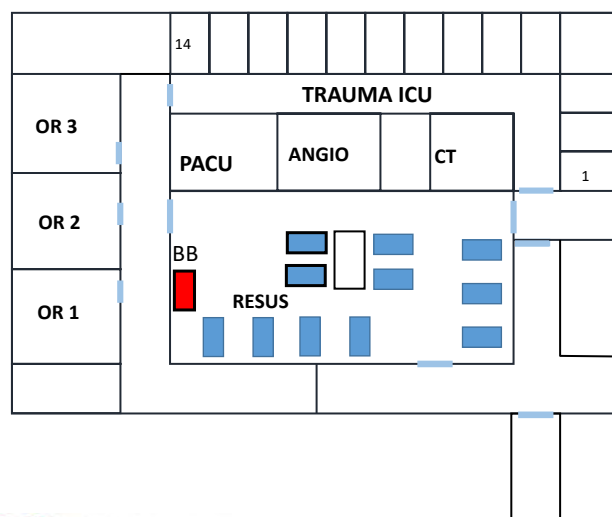 14
TRAUMA ICU
OR 3
PACU
ANGIO
CT
1
OR 2
BB
RESUS
OR 1